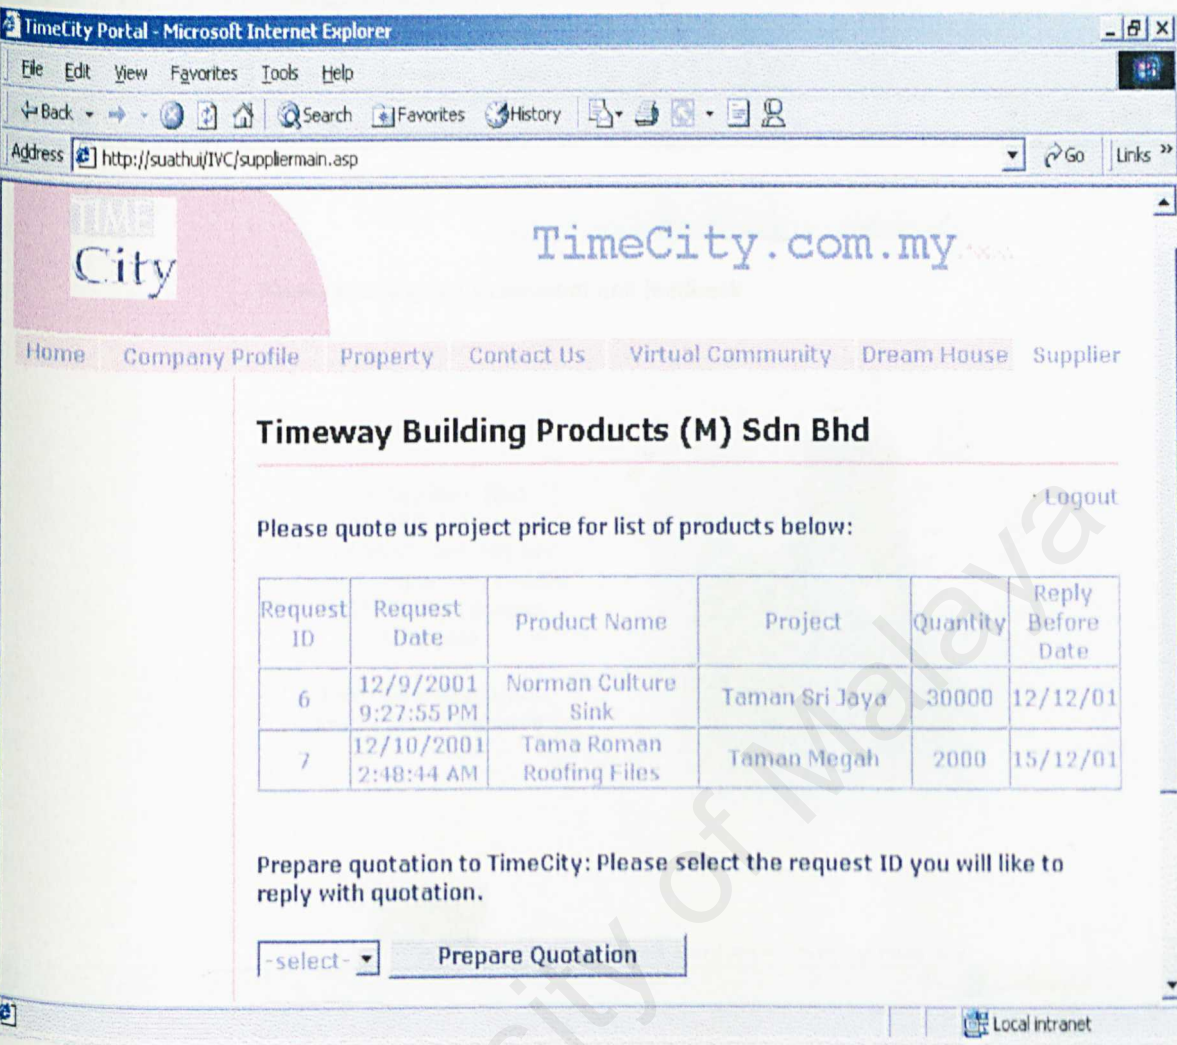 TimeCity Portal - Microsoft Internet Explorer
File Edit View Favorites Tools Help
Back Search Favorites History
Address http://suathui/IVC/suppliermain.asp Go Links »
TIME
City
TimeCity.com.my
Home Company Profile Property Contact Us Virtual Community Dream House Supplier
Timeway Building Products (M) Sdn Bhd
· Logout
Please quote us project price for list of products below:
Request ID Request Date Product Name Project Quantity Reply Before Date
6 12/9/2001 9:27:55 PM Norman Culture Sink Taman Sri Jaya 30000 12/12/01
7 12/10/2001 2:48:44 AM Tama Roman Roofing Files Taman Megah 2000 15/12/01
Prepare quotation to TimeCity: Please select the request ID you will like to
reply with quotation.
-select- Prepare Quotation
Local intranet
sity of Malaya